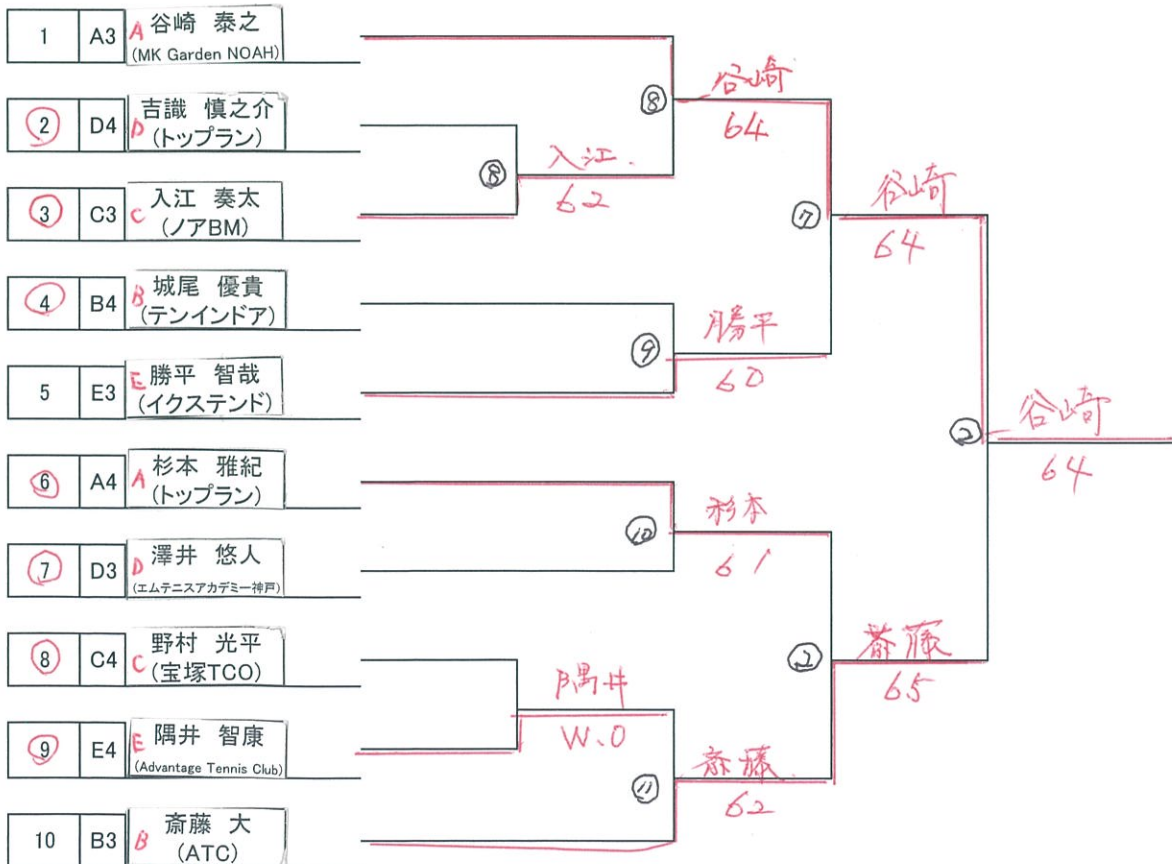 1 A3 A 谷崎 泰之
(MK Garden NOAH)
② D4 D 吉識 慎之介
(トップラン)
③ C3 C 入江 奏太
(ノアBM)
④ B4 B 城尾 優貴
(テンインドア)
5 E3 E 勝平 智哉
(イクステンド)
⑥ A4 A 杉本 雅紀
(トップラン)
⑦ D3 D 澤井 悠人
(エムテニスアカデミー神戸)
⑧ C4 C 野村 光平
(宝塚TCO)
⑨ E4 E 隅井 智康
(Advantage Tennis Club)
10 B3 B 斎藤 大
(ATC)
⑧
入江.
62
隅井
W.O
⑧
谷崎
64
⑨
勝平
60
⑩
杉本
61
⑪
斎藤
62
⑦
谷崎
64
②
斎藤
65
②
谷崎
64